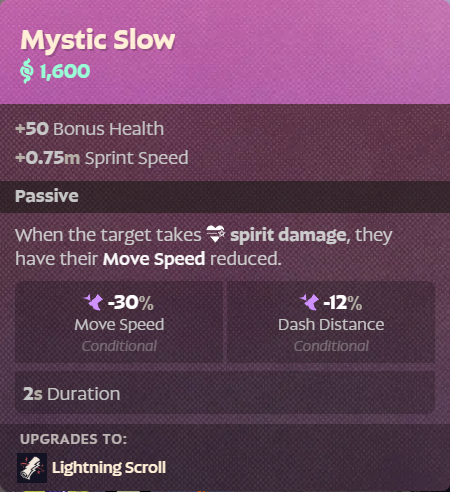 Mystic Slow
1,600
+50 Bonus Health
+0.75m Sprint Speed
Passive
When the target takes spirit damage, they
have their Move Speed reduced.
-30%
Move Speed
Conditional
-12%
Dash Distance
Conditional
2s Duration
UPGRADES TO:
Lightning Scroll